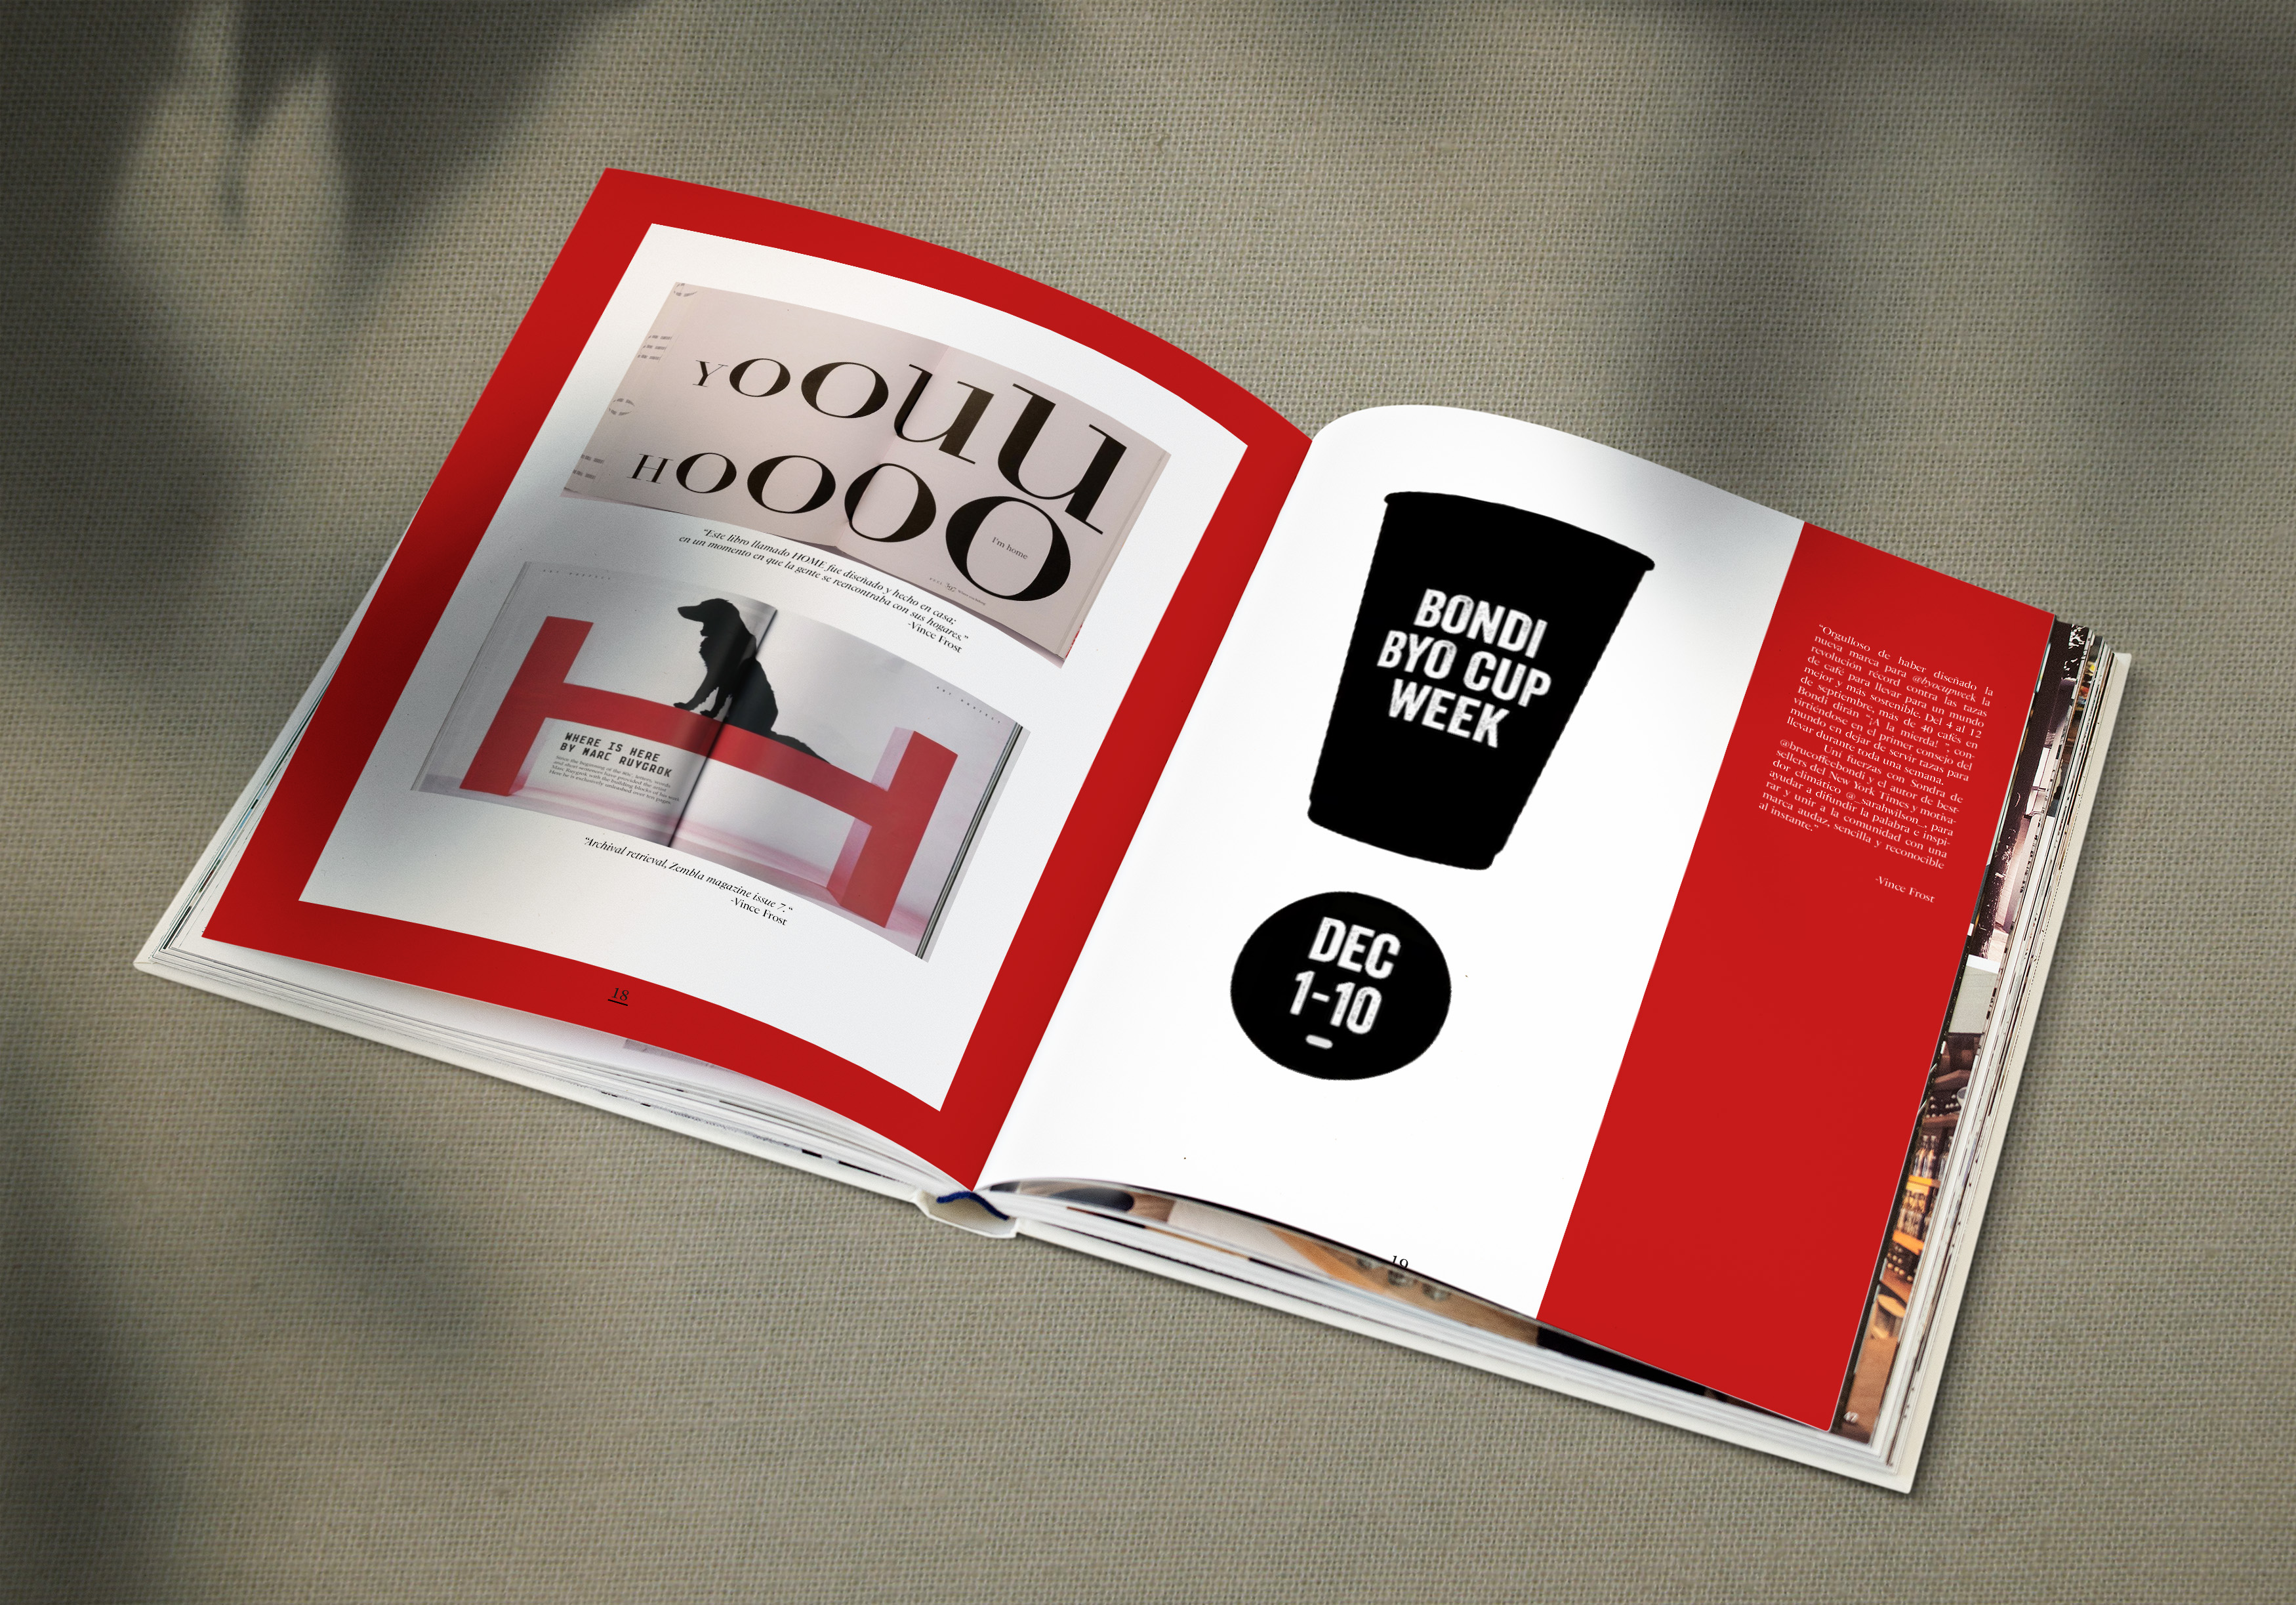 YOOUU
HOOOO
I'm home
"Este libro llamado HOME fue diseñado y hecho en casa;
en un momento en que la gente se reencontraba con sus hogares."
-Vince Frost
WHERE IS HERE
BY MARC RUYGROK
"Archival retrieval, Zembla magazine issue 7."
-Vince Frost
18
BONDI
BYO CUP
WEEK
DEC
1-10
19
"Orgulloso de haber diseñado la
nueva marca para @byocupweek la
revolución récord contra las tazas
de café para llevar para un mundo
mejor y más sostenible. Del 4 al 12
de septiembre, más de 40 cafés en
Bondi dirán "¡A la mierda! ", con-
virtiéndose en el primer consejo del
mundo en dejar de servir tazas para
llevar durante toda una semana.
Uní fuerzas con Sondra de
@brucoffeebondi y el autor de best-
sellers del New York Times y motiva-
dor climático @_sarahwilson_, para
ayudar a difundir la palabra e inspi-
rar y unir a la comunidad con una
marca audaz, sencilla y reconocible
al instante."
-Vince Frost